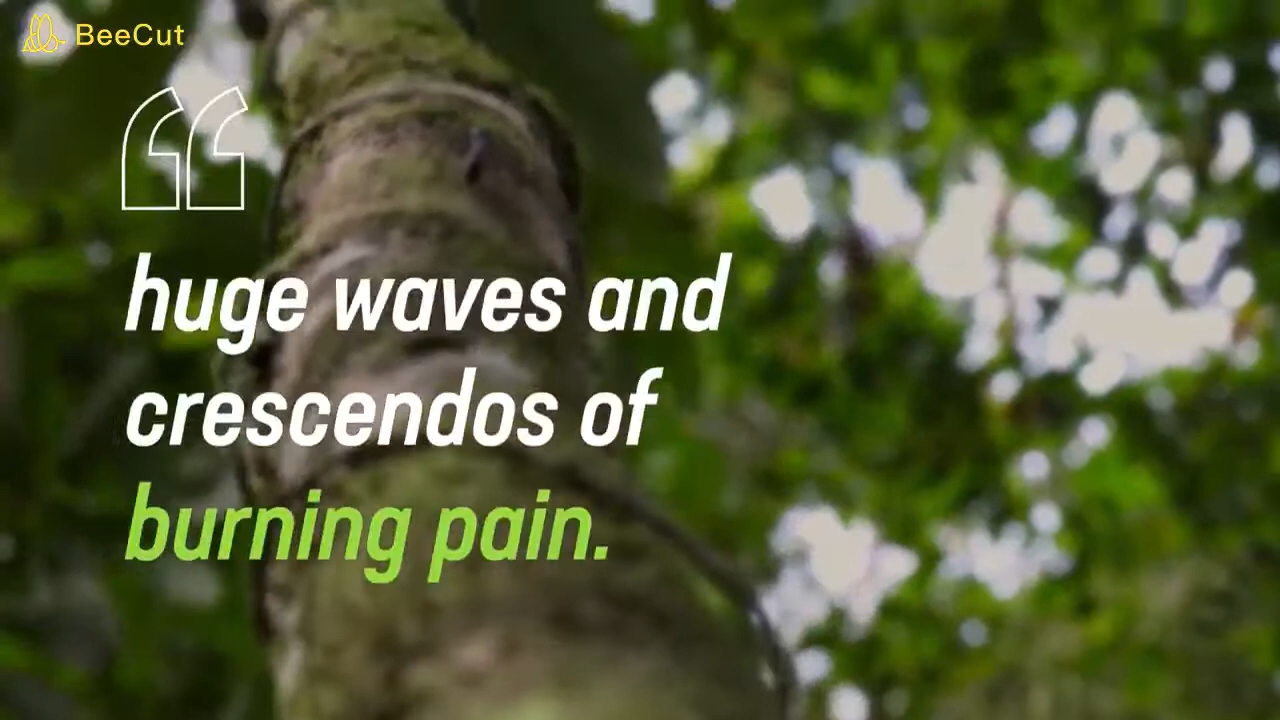 BeeCut
“
huge waves and
crescendos of
burning pain.